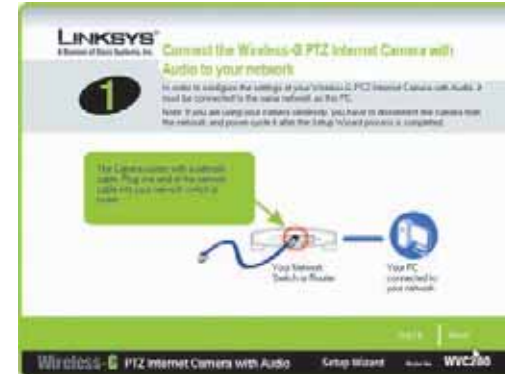 LINKSYS®
A Division of Cisco Systems, Inc.
Connect the Wireless-G PTZ Internet Camera with
Audio to your network
1
In order to configure the settings of your Wireless-G PTZ Internet Camera with Audio, it
must be connected to the same network as this PC.
Note: If you are using your camera wirelessly, you have to disconnect the camera from
the network and power cycle it after the Setup Wizard process is completed.
The Camera comes with a network
cable. Plug one end of the network
cable into your network switch or
router.
Your Network
Switch or Router
Your PC
connected to
your network
Next
Wireless-G PTZ Internet Camera with Audio Setup Wizard Model No. WVC200